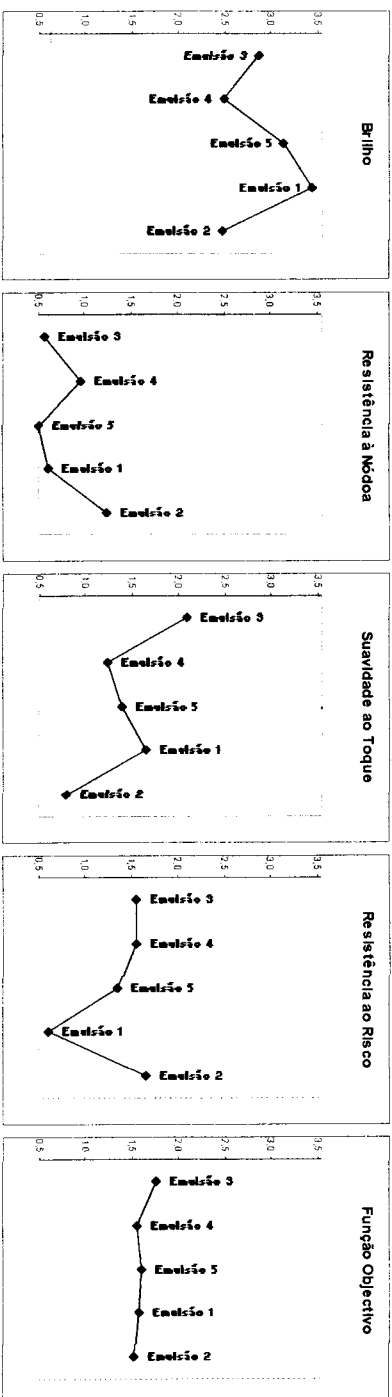 Brilho
0,5 1,0 1,5 2,0 2,5 3,0 3,5
Emulsão 3
Emulsão 4
Emulsão 5
Emulsão 1
Emulsão 2
Resistência à Nódoa
0,5 1,0 1,5 2,0 2,5 3,0 3,5
Emulsão 3
Emulsão 4
Emulsão 5
Emulsão 1
Emulsão 2
Suavidade ao Toque
0,5 1,0 1,5 2,0 2,5 3,0 3,5
Emulsão 3
Emulsão 4
Emulsão 5
Emulsão 1
Emulsão 2
Resistência ao Risco
0,5 1,0 1,5 2,0 2,5 3,0 3,5
Emulsão 3
Emulsão 4
Emulsão 5
Emulsão 1
Emulsão 2
Função Objectivo
0,5 1,0 1,5 2,0 2,5 3,0 3,5
Emulsão 3
Emulsão 4
Emulsão 5
Emulsão 1
Emulsão 2